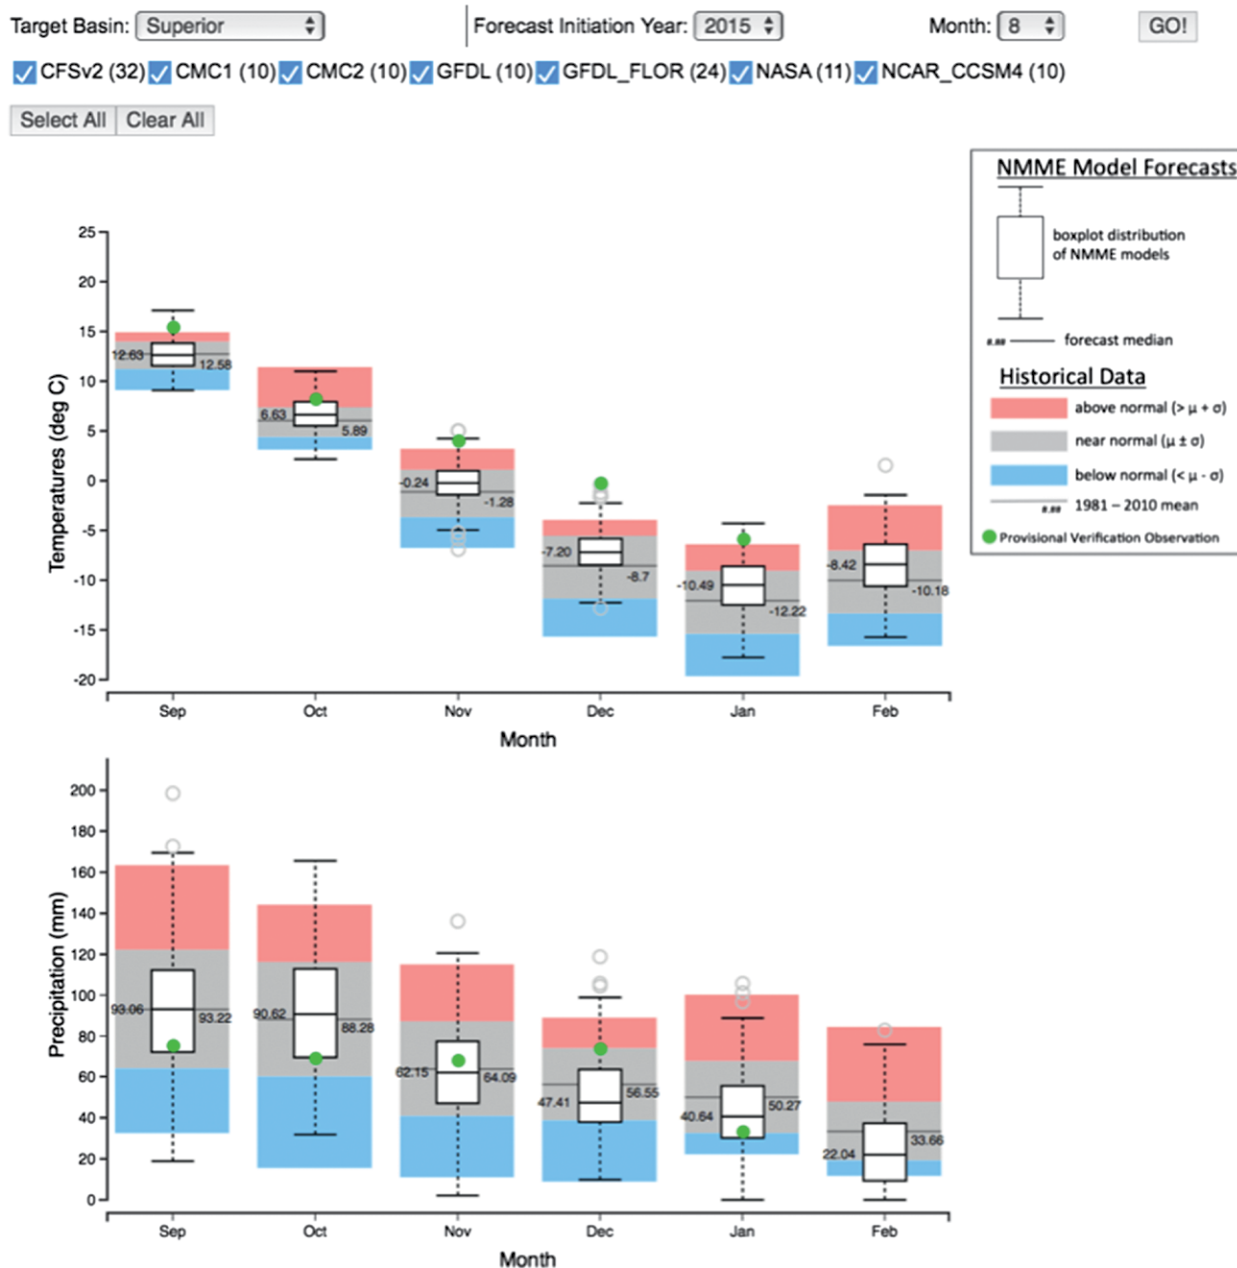 Target Basin: Superior Forecast Initiation Year: 2015 Month: 8 GO!
CFSv2 (32) CMC1 (10) CMC2 (10) GFDL (10) GFDL_FLOR (24) NASA (11) NCAR_CCSM4 (10)
Select All Clear All
NMME Model Forecasts
boxplot distribution
of NMME models
#.## forecast median
Historical Data
above normal (> μ + σ)
near normal (μ ± σ)
below normal (< μ - σ)
#.## 1981 – 2010 mean
Provisional Verification Observation
Temperatures (deg C)
25
20
15
10
5
0
-5
-10
-15
-20
12.63 12.58
6.63 5.89
-0.24 -1.28
-7.20 -8.7
-10.49 -12.22
-8.42 -10.18
Sep Oct Nov Dec Jan Feb
Month
Precipitation (mm)
200
180
160
140
120
100
80
60
40
20
0
93.06 93.22
90.62 88.28
62.15 64.09
47.41 56.55
40.64 50.27
22.04 33.66
Sep Oct Nov Dec Jan Feb
Month